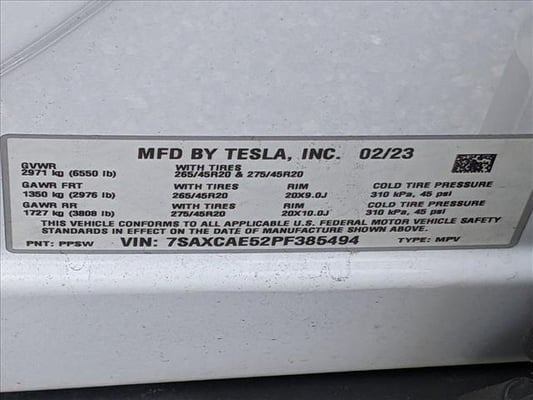 MFD BY TESLA, INC. 02/23
GVWR WITH TIRES
2971 kg (6550 lb) 265/45R20 & 275/45R20
GAWR FRT WITH TIRES RIM COLD TIRE PRESSURE
1350 kg (2976 lb) 265/45R20 20X9.0J 310 kPa, 45 psi
GAWR RR WITH TIRES RIM COLD TIRE PRESSURE
1727 kg (3808 lb) 275/45R20 20X10.0J 310 kPa, 45 psi
THIS VEHICLE CONFORMS TO ALL APPLICABLE U.S. FEDERAL MOTOR VEHICLE SAFETY
STANDARDS IN EFFECT ON THE DATE OF MANUFACTURE SHOWN ABOVE.
PNT: PPSW VIN: 7SAXCAE52PF385494 TYPE: MPV